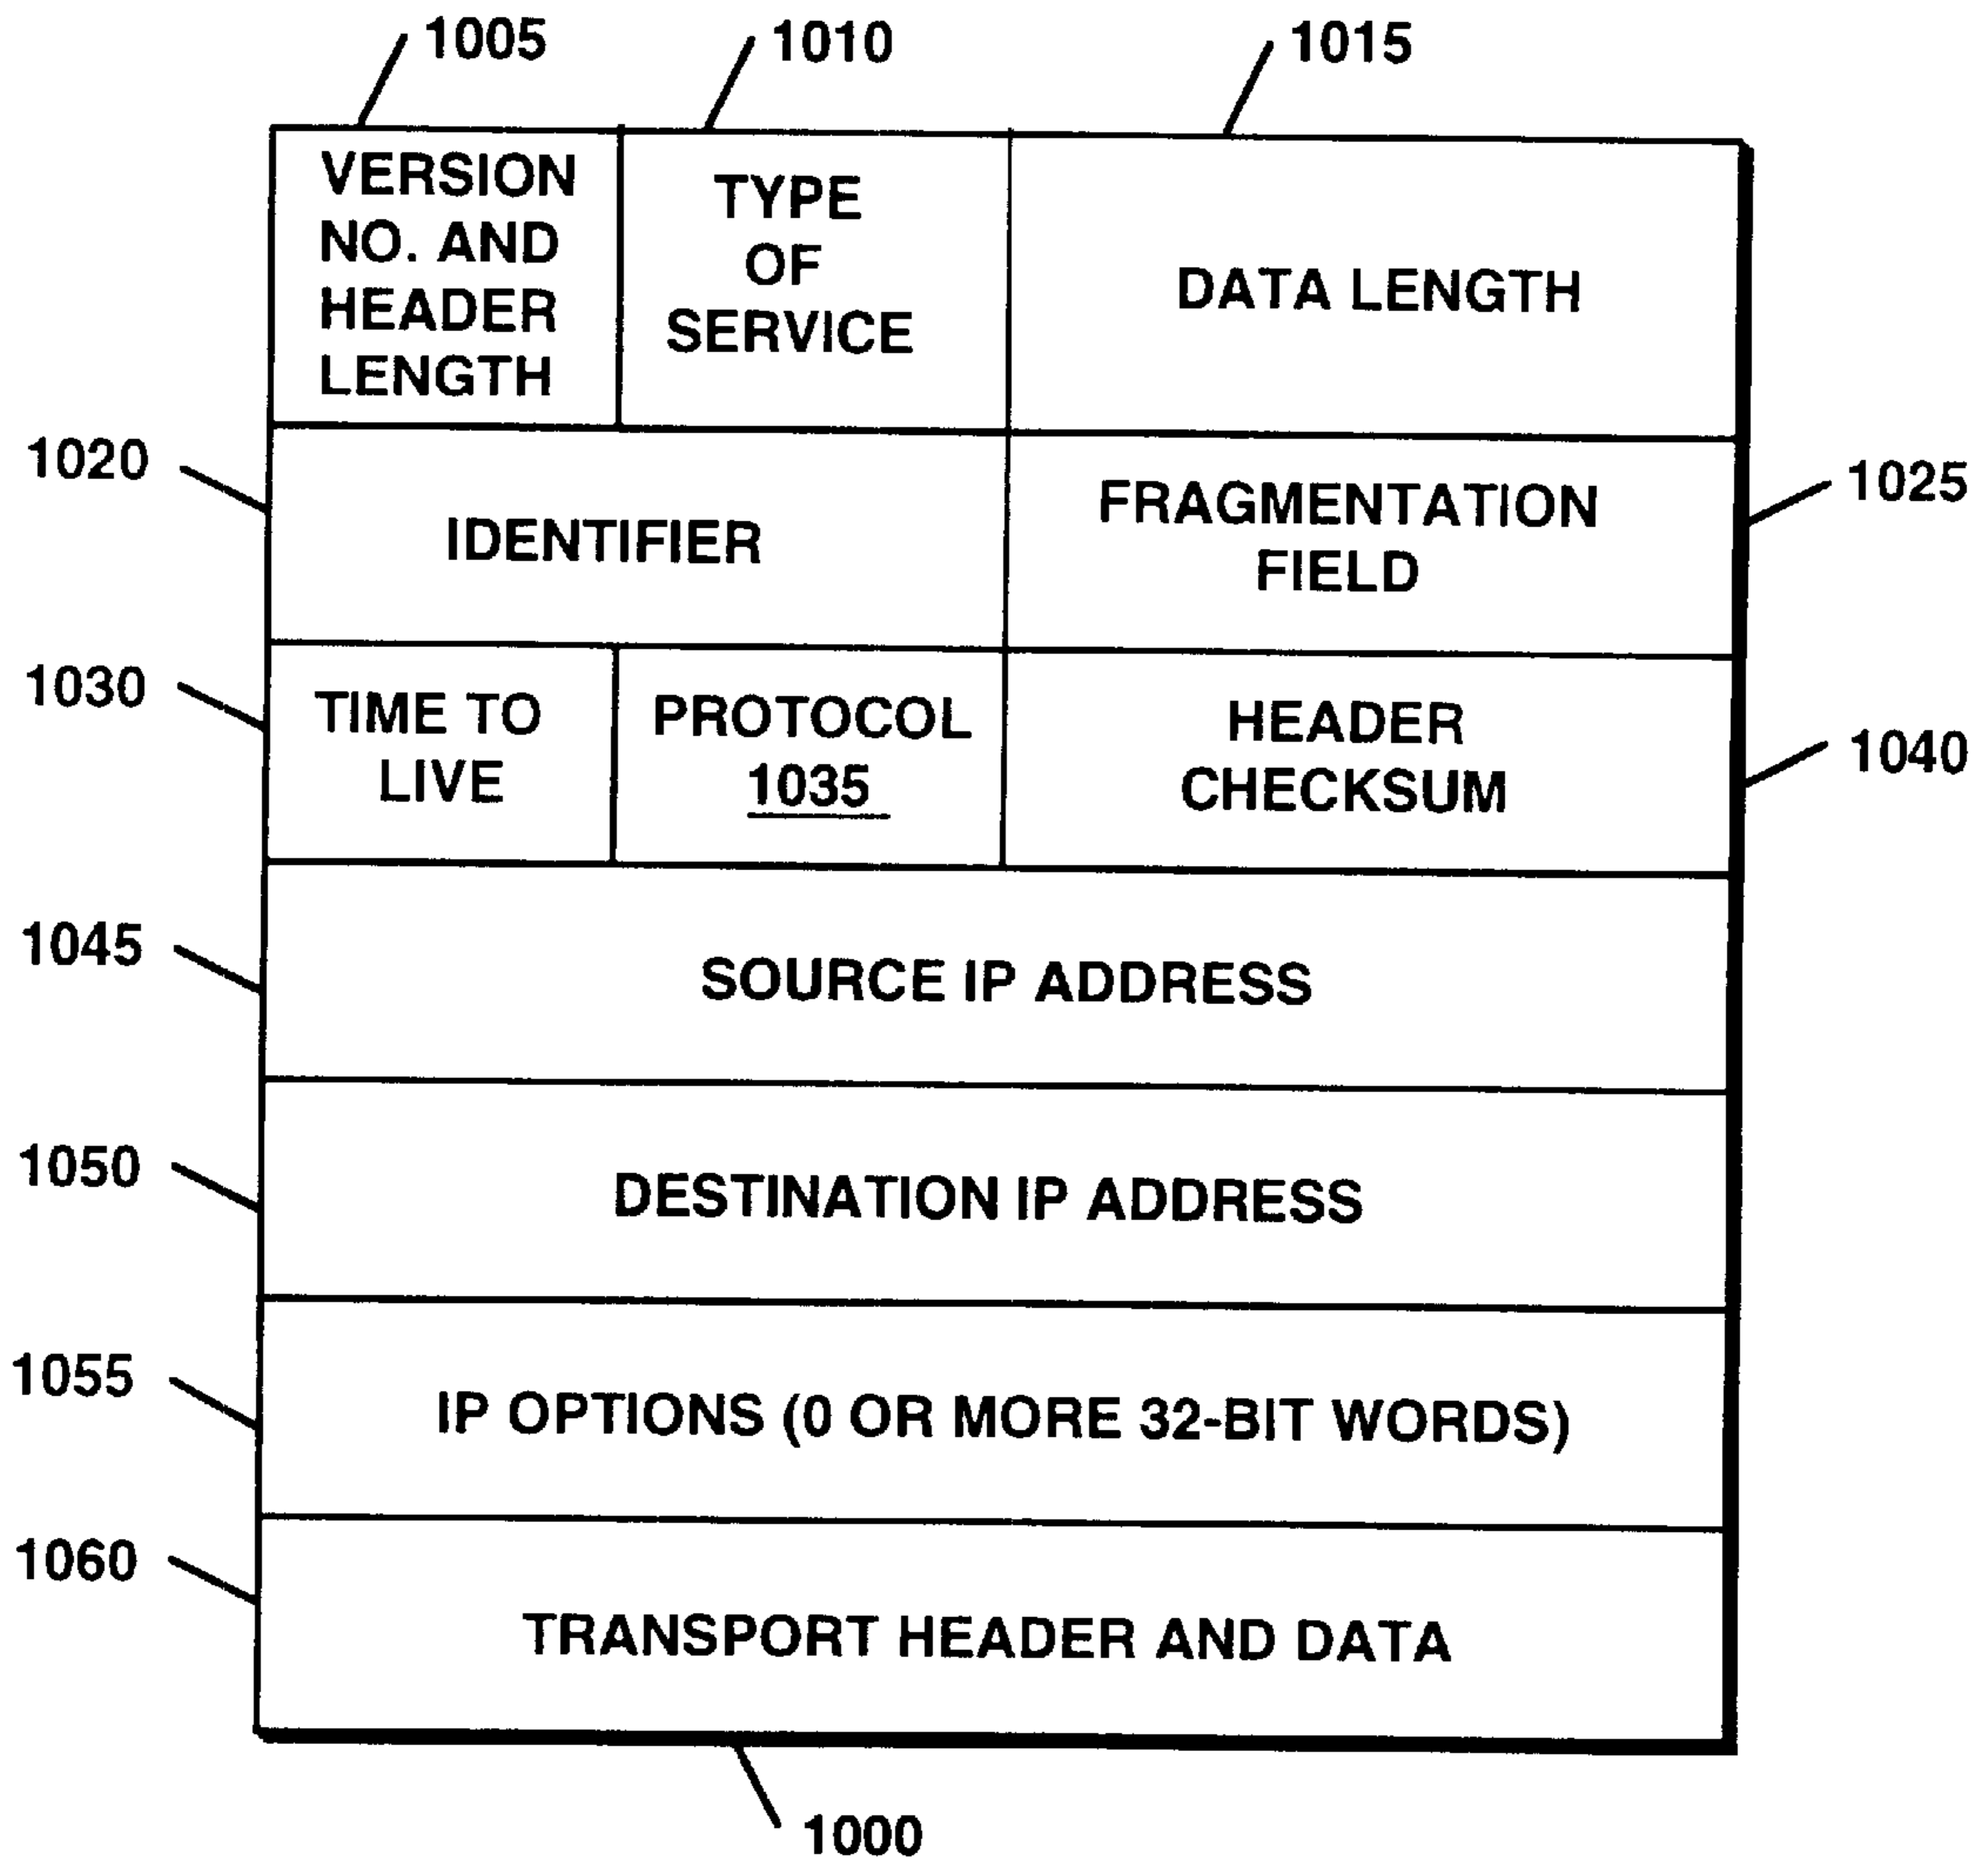 1005
1010
1015
VERSION
NO. AND
HEADER
LENGTH
TYPE
OF
SERVICE
DATA LENGTH
1020
IDENTIFIER
FRAGMENTATION
FIELD
1025
1030
TIME TO
LIVE
PROTOCOL
1035
HEADER
CHECKSUM
1040
1045
SOURCE IP ADDRESS
1050
DESTINATION IP ADDRESS
1055
IP OPTIONS (0 OR MORE 32-BIT WORDS)
1060
TRANSPORT HEADER AND DATA
1000